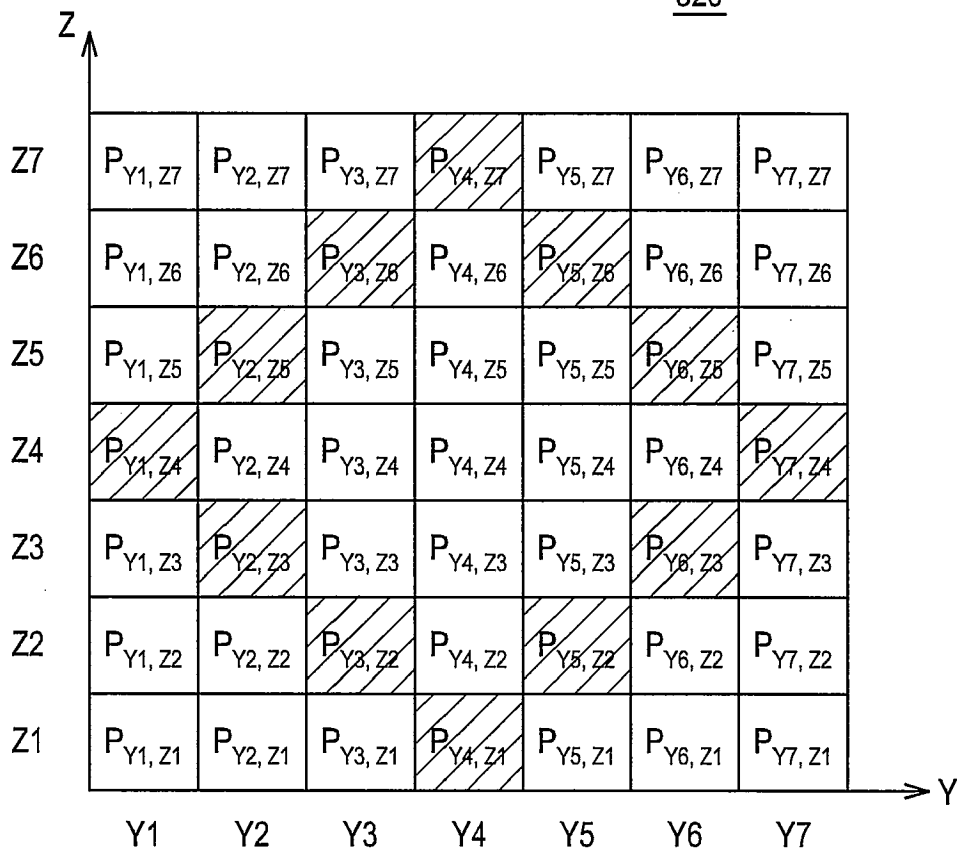 Z
Z7 P Y1, Z7 P Y2, Z7 P Y3, Z7 P Y4, Z7 P Y5, Z7 P Y6, Z7 P Y7, Z7
Z6 P Y1, Z6 P Y2, Z6 P Y3, Z6 P Y4, Z6 P Y5, Z6 P Y6, Z6 P Y7, Z6
Z5 P Y1, Z5 P Y2, Z5 P Y3, Z5 P Y4, Z5 P Y5, Z5 P Y6, Z5 P Y7, Z5
Z4 P Y1, Z4 P Y2, Z4 P Y3, Z4 P Y4, Z4 P Y5, Z4 P Y6, Z4 P Y7, Z4
Z3 P Y1, Z3 P Y2, Z3 P Y3, Z3 P Y4, Z3 P Y5, Z3 P Y6, Z3 P Y7, Z3
Z2 P Y1, Z2 P Y2, Z2 P Y3, Z2 P Y4, Z2 P Y5, Z2 P Y6, Z2 P Y7, Z2
Z1 P Y1, Z1 P Y2, Z1 P Y3, Z1 P Y4, Z1 P Y5, Z1 P Y6, Z1 P Y7, Z1
Y
Y1 Y2 Y3 Y4 Y5 Y6 Y7